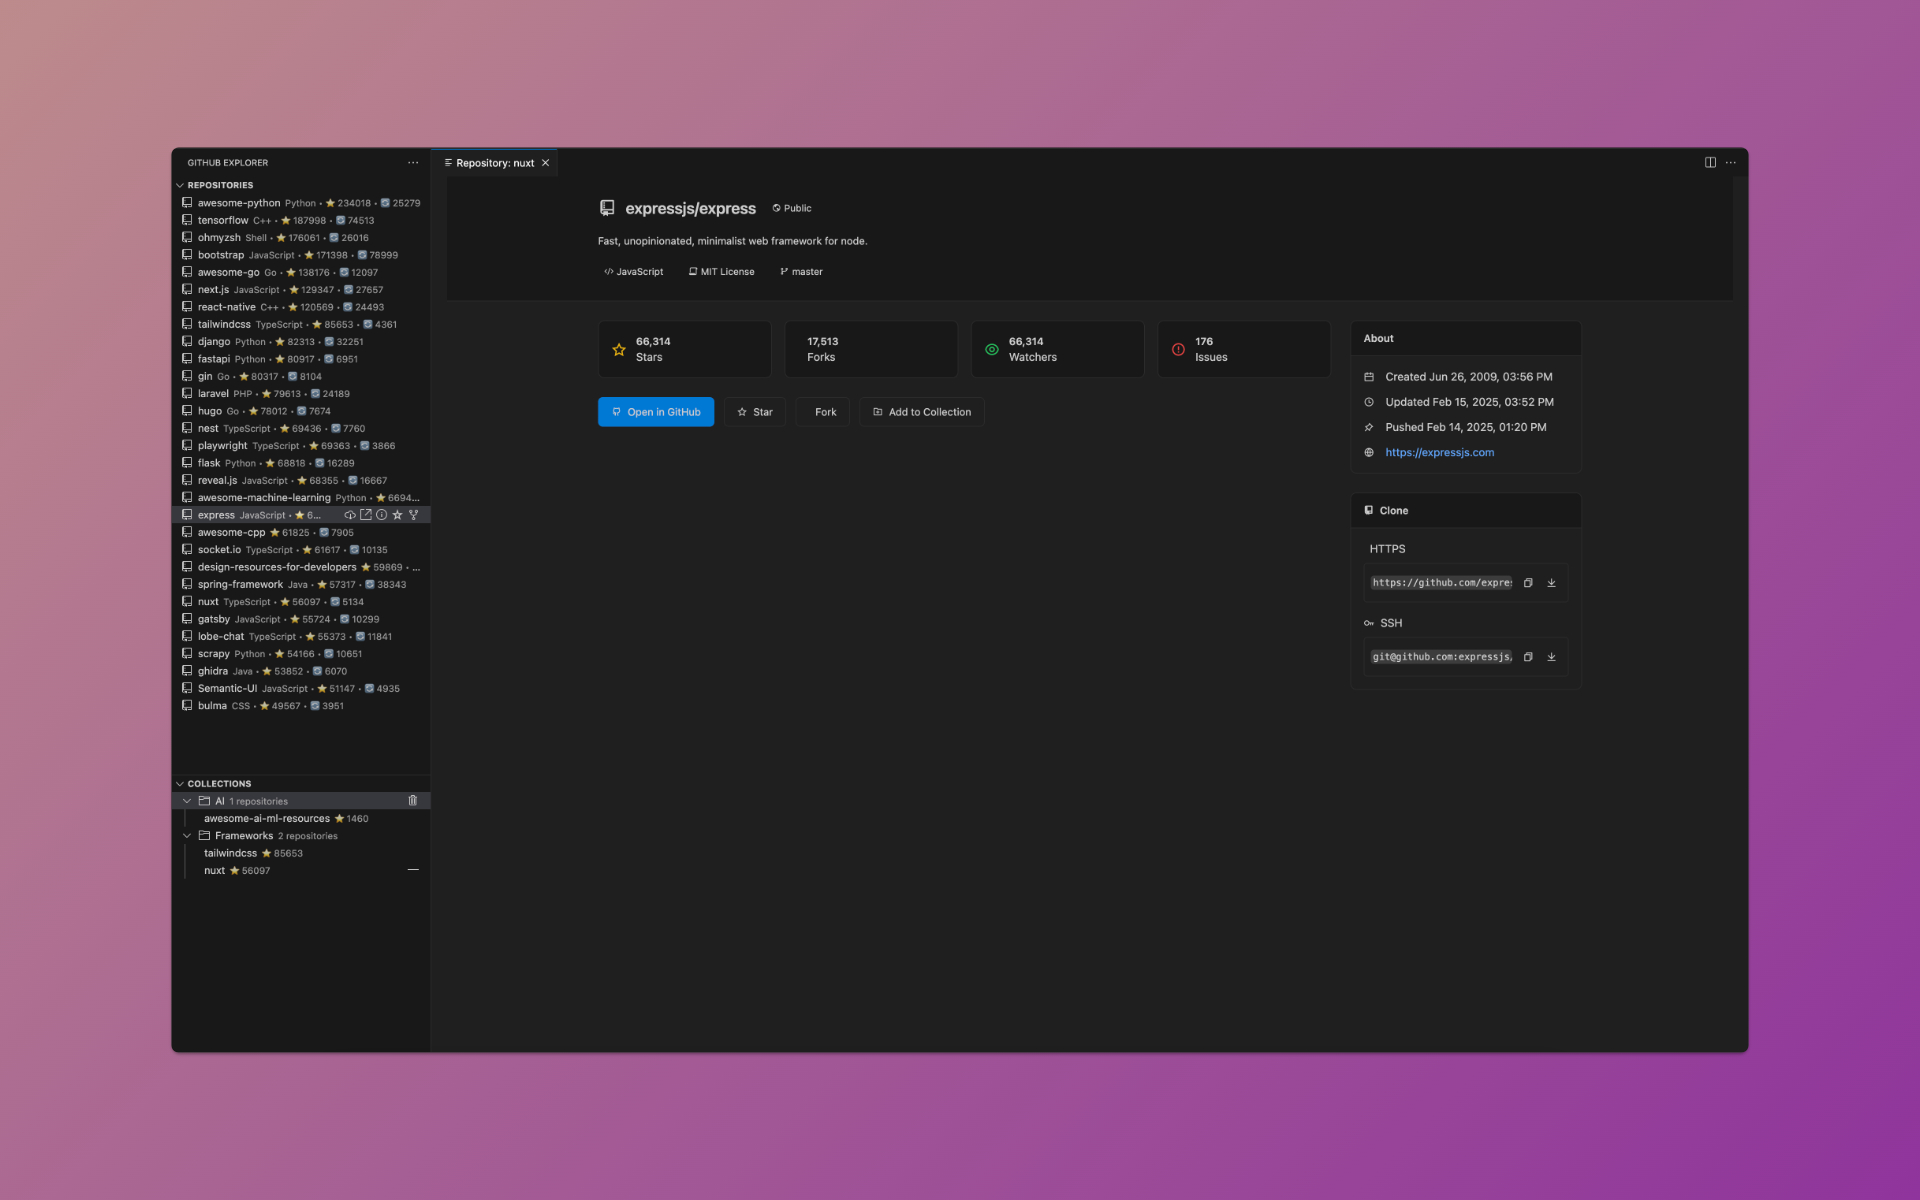 GITHUB EXPLORER
REPOSITORIES
awesome-python Python • 234018 • 25279
tensorflow C++ • 187998 • 74513
ohmyzsh Shell • 176061 • 26016
bootstrap JavaScript • 171398 • 78999
awesome-go Go • 138176 • 12097
next.js JavaScript • 129347 • 27657
react-native C++ • 120569 • 24493
tailwindcss TypeScript • 85653 • 4361
django Python • 82313 • 32251
fastapi Python • 80917 • 6951
gin Go • 80317 • 8104
laravel PHP • 79613 • 24189
hugo Go • 78012 • 7674
nest TypeScript • 69436 • 7760
playwright TypeScript • 69363 • 3866
flask Python • 68818 • 16289
reveal.js JavaScript • 68355 • 16667
awesome-machine-learning Python • 6694...
express JavaScript • 6...
awesome-cpp 61825 • 7905
socket.io TypeScript • 61617 • 10135
design-resources-for-developers 59869 • ...
spring-framework Java • 57317 • 38343
nuxt TypeScript • 56097 • 5134
gatsby JavaScript • 55724 • 10299
lobe-chat TypeScript • 55373 • 11841
scrapy Python • 54166 • 10651
ghidra Java • 53852 • 6070
Semantic-UI JavaScript • 51147 • 4935
bulma CSS • 49567 • 3951
COLLECTIONS
AI 1 repositories
awesome-ai-ml-resources 1460
Frameworks 2 repositories
tailwindcss 85653
nuxt 56097
Repository: nuxt
expressjs/express Public
Fast, unopinionated, minimalist web framework for node.
JavaScript MIT License master
66,314
Stars
17,513
Forks
66,314
Watchers
176
Issues
Open in GitHub Star Fork Add to Collection
About
Created Jun 26, 2009, 03:56 PM
Updated Feb 15, 2025, 03:52 PM
Pushed Feb 14, 2025, 01:20 PM
https://expressjs.com
Clone
HTTPS
https://github.com/expre
SSH
git@github.com:expressjs